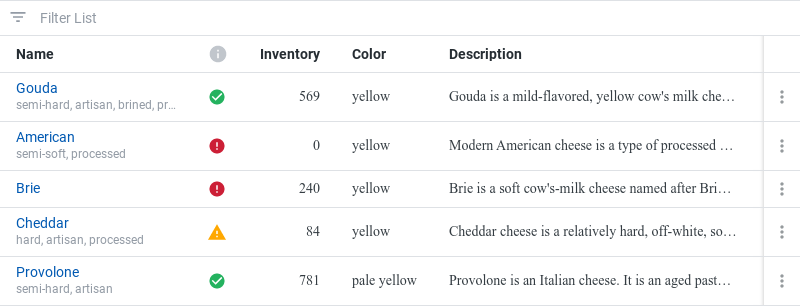 Filter List
Name Inventory Color Description
Gouda
semi-hard, artisan, brined, pr…
569 yellow Gouda is a mild-flavored, yellow cow's milk che…
American
semi-soft, processed
0 yellow Modern American cheese is a type of processed …
Brie 240 yellow Brie is a soft cow's-milk cheese named after Bri…
Cheddar
hard, artisan, processed
84 yellow Cheddar cheese is a relatively hard, off-white, so…
Provolone
semi-hard, artisan
781 pale yellow Provolone is an Italian cheese. It is an aged past…